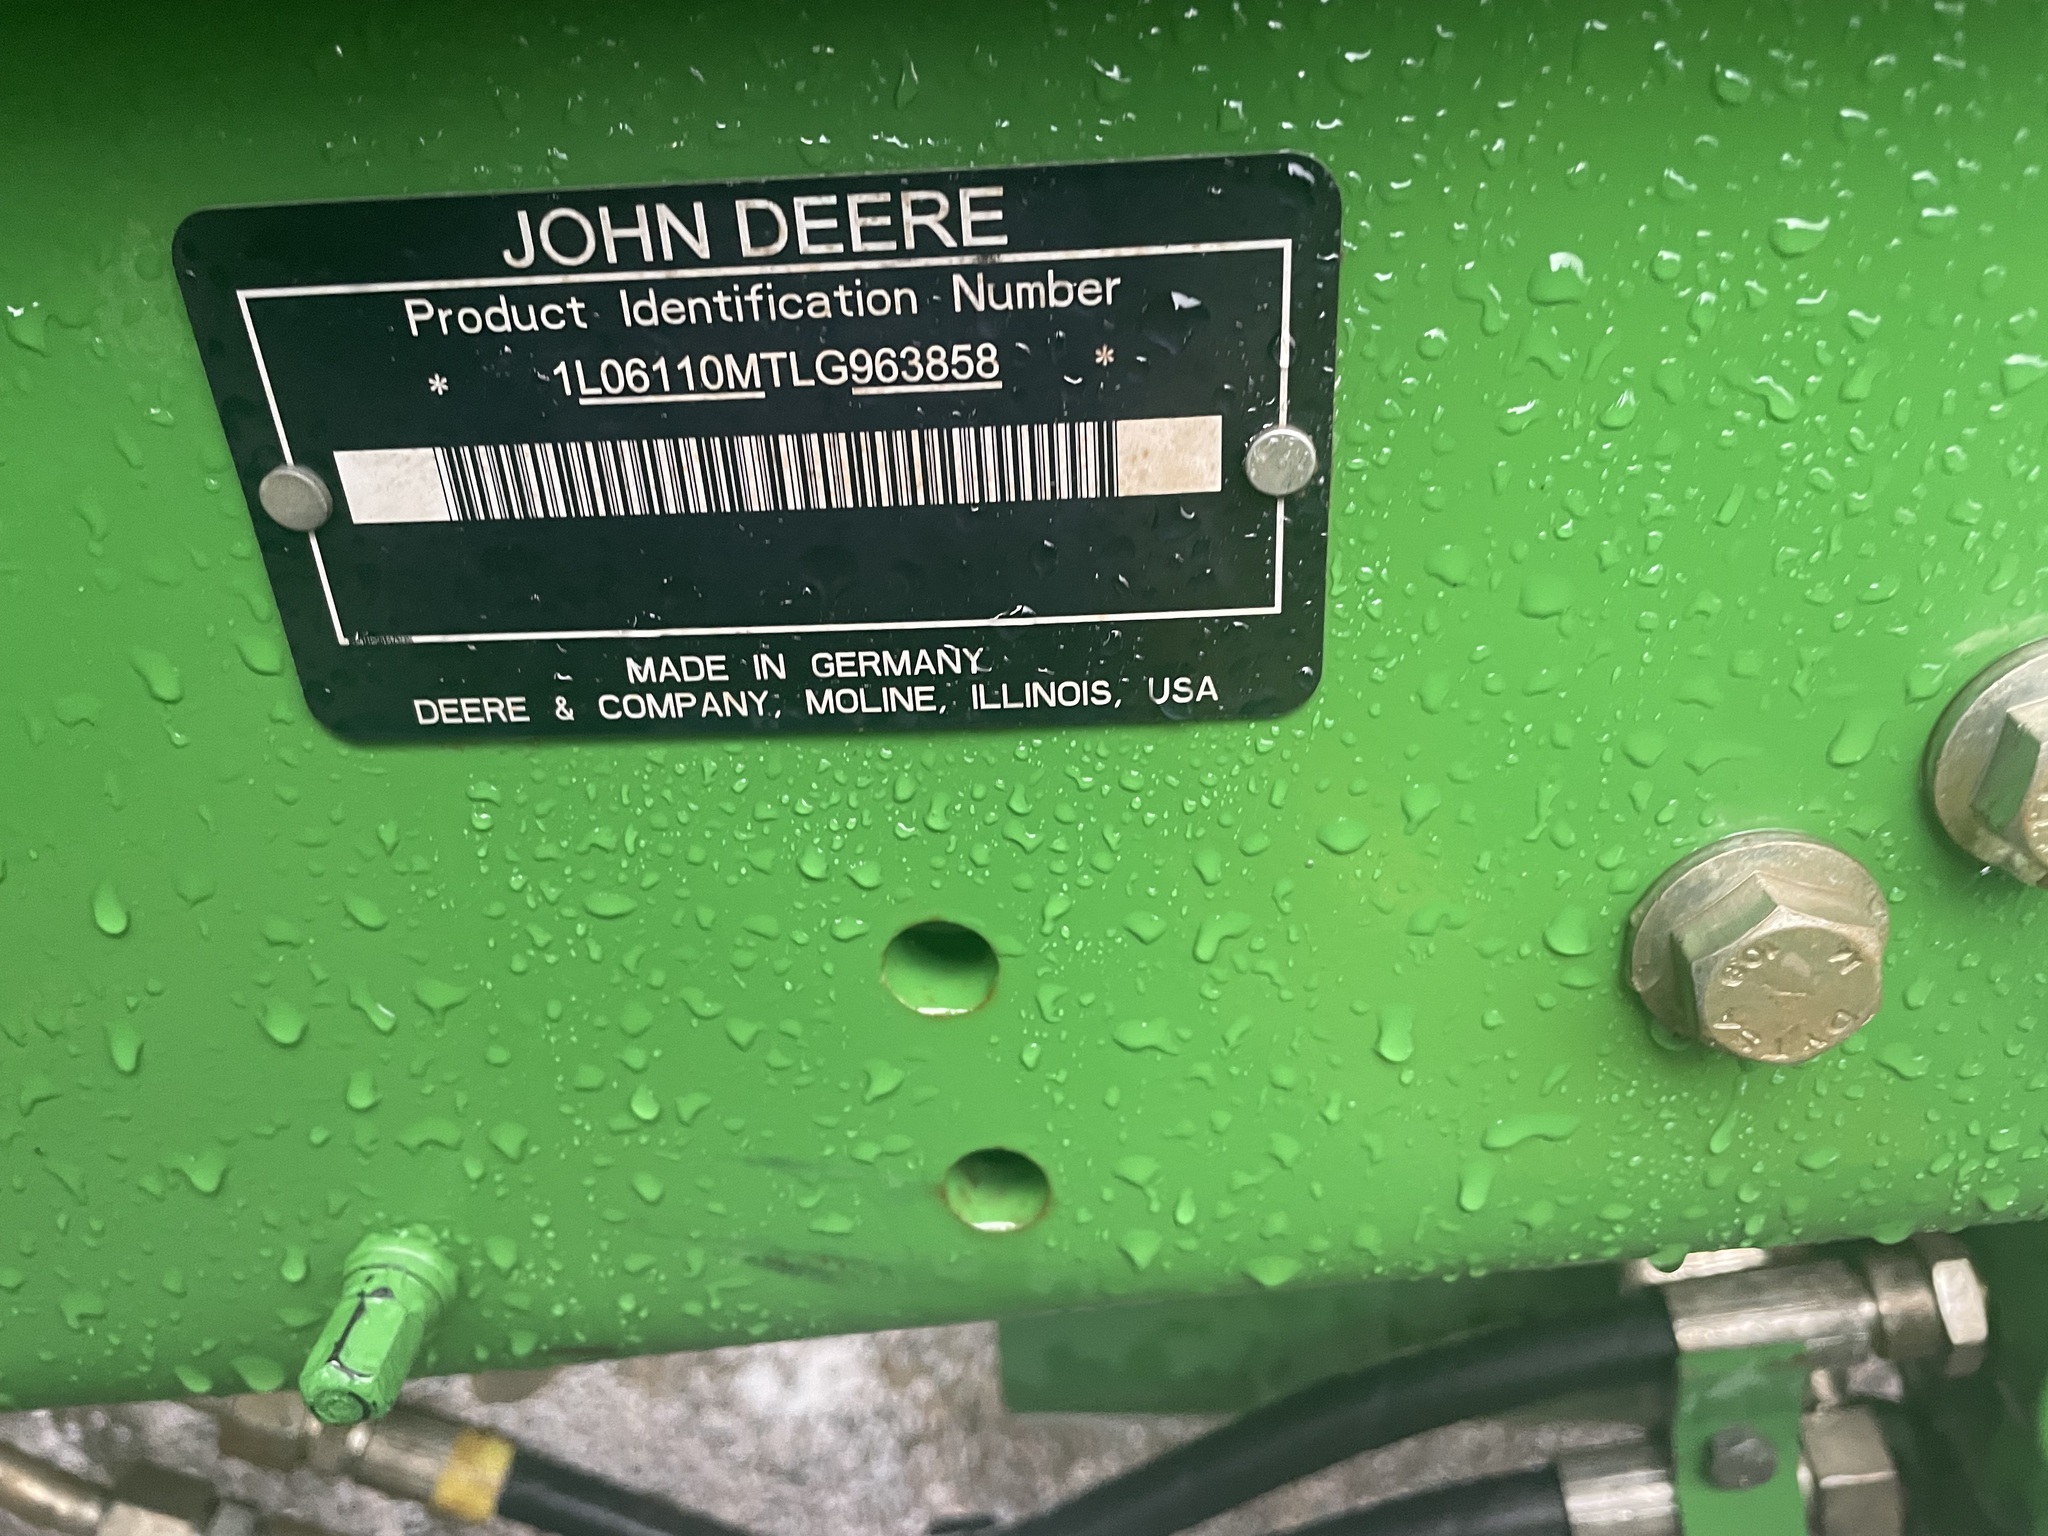 JOHN DEERE
Product Identification Number
* 1L06110MTLG963858 *
MADE IN GERMANY
DEERE & COMPANY, MOLINE, ILLINOIS, USA